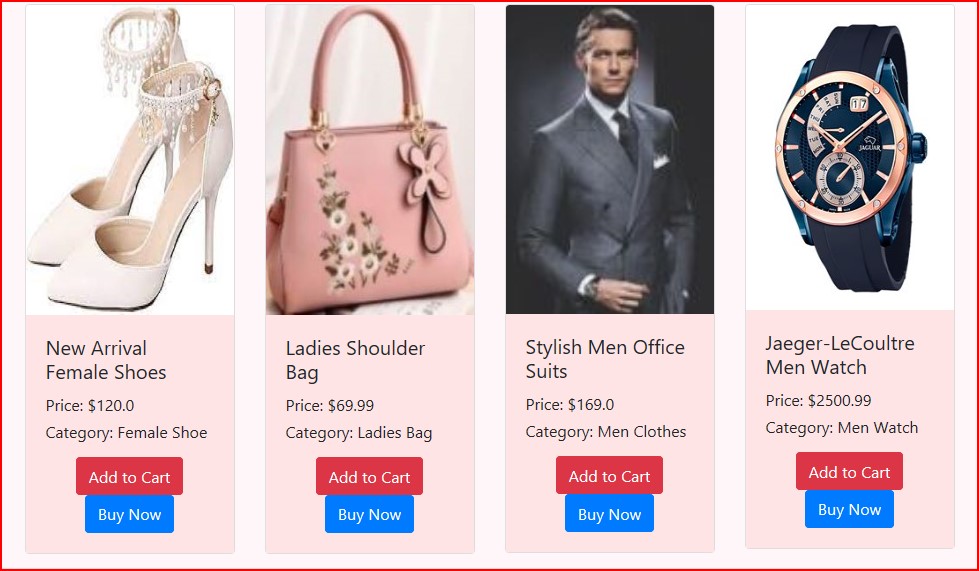 17
JAGUAR
New Arrival
Female Shoes
Price: $120.0
Category: Female Shoe
Add to Cart
Buy Now
Ladies Shoulder
Bag
Price: $69.99
Category: Ladies Bag
Add to Cart
Buy Now
Stylish Men Office
Suits
Price: $169.0
Category: Men Clothes
Add to Cart
Buy Now
Jaeger-LeCoultre
Men Watch
Price: $2500.99
Category: Men Watch
Add to Cart
Buy Now